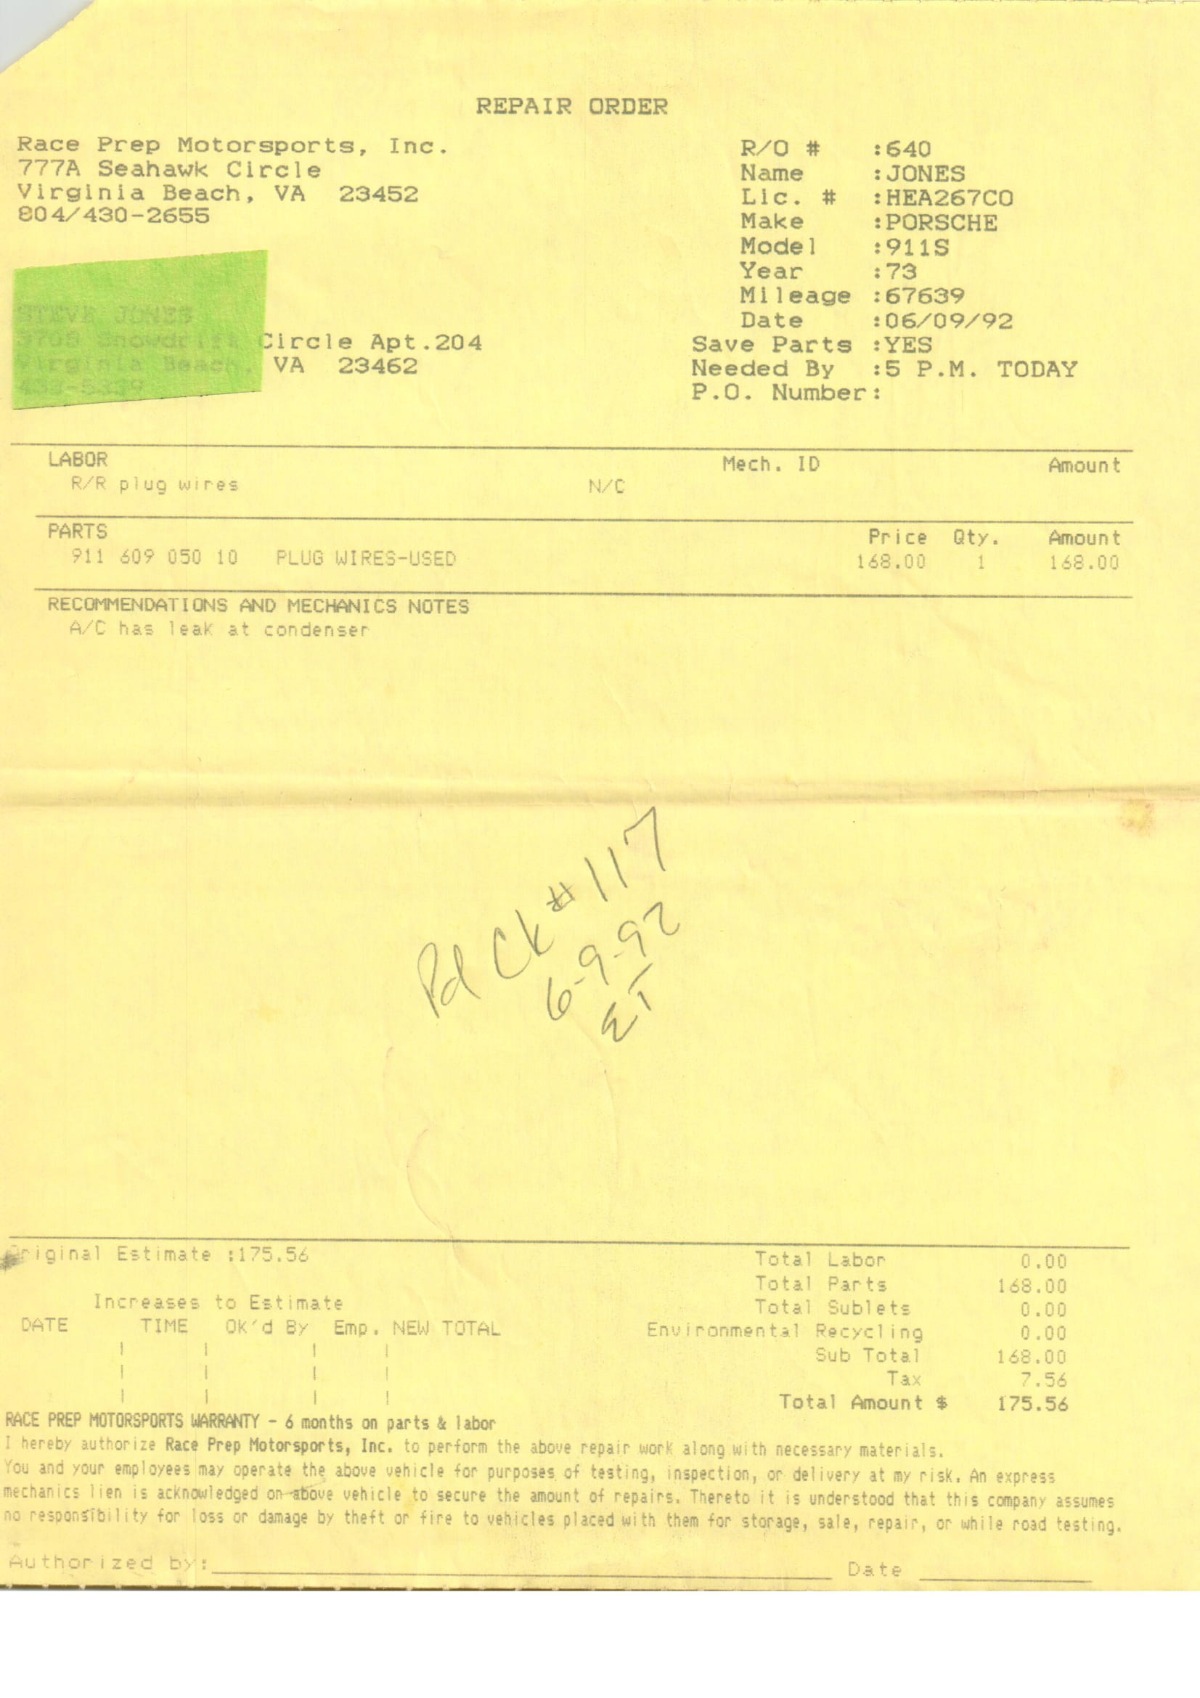 REPAIR ORDER
Race Prep Motorsports, Inc.
777A Seahawk Circle
Virginia Beach, VA 23452
804/430-2655
R/O # :640
Name :JONES
Lic. # :HEA267CO
Make :PORSCHE
Model :911S
Year :73
Mileage :67639
Date :06/09/92
Save Parts :YES
Needed By :5 P.M. TODAY
P.O. Number:
STEVE JONES
Snowdrift Circle Apt.204
Virginia Beach, VA 23462
LABOR Mech. ID Amount
R/R plug wires N/C
PARTS Price Qty. Amount
911 609 050 10 PLUG WIRES-USED 168.00 1 168.00
RECOMMENDATIONS AND MECHANICS NOTES
A/C has leak at condenser
Pd Ck # 117
6-9-92
ET
Original Estimate :175.56
Increases to Estimate
DATE TIME OK'd By Emp. NEW TOTAL
Total Labor 0.00
Total Parts 168.00
Total Sublets 0.00
Environmental Recycling 0.00
Sub Total 168.00
Tax 7.56
Total Amount $ 175.56
RACE PREP MOTORSPORTS WARRANTY - 6 months on parts & labor
I hereby authorize Race Prep Motorsports, Inc. to perform the above repair work along with necessary materials.
You and your employees may operate the above vehicle for purposes of testing, inspection, or delivery at my risk. An express
mechanics lien is acknowledged on above vehicle to secure the amount of repairs. Thereto it is understood that this company assumes
no responsibility for loss or damage by theft or fire to vehicles placed with them for storage, sale, repair, or while road testing.
Authorized by: Date